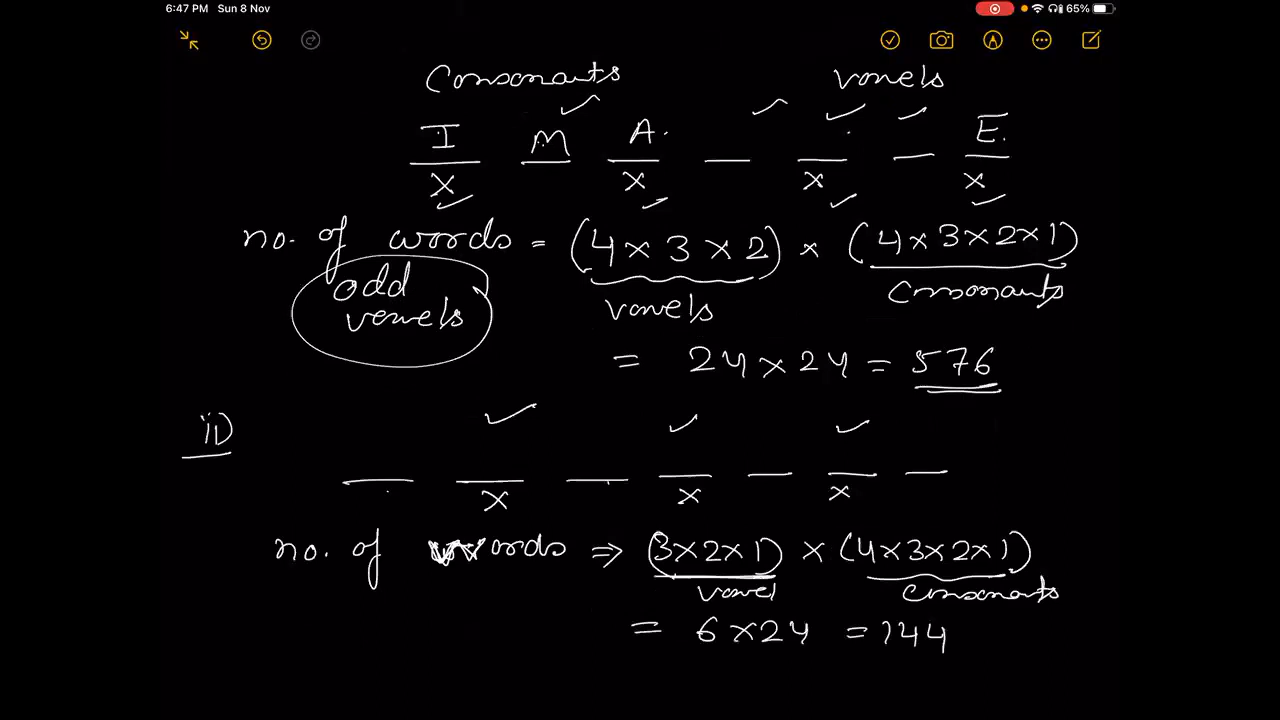 6:47 PM Sun 8 Nov 65%
Consonants vowels
I M A. E.
x x x x
no. of words = (4 x 3 x 2) x (4 x 3 x 2 x 1)
odd vowels
vowels consonants
= 24 x 24 = 576
ii)
x x x
no. of words ⇒ (3 x 2 x 1) x (4 x 3 x 2 x 1)
vowel consonants
= 6 x 24 = 144